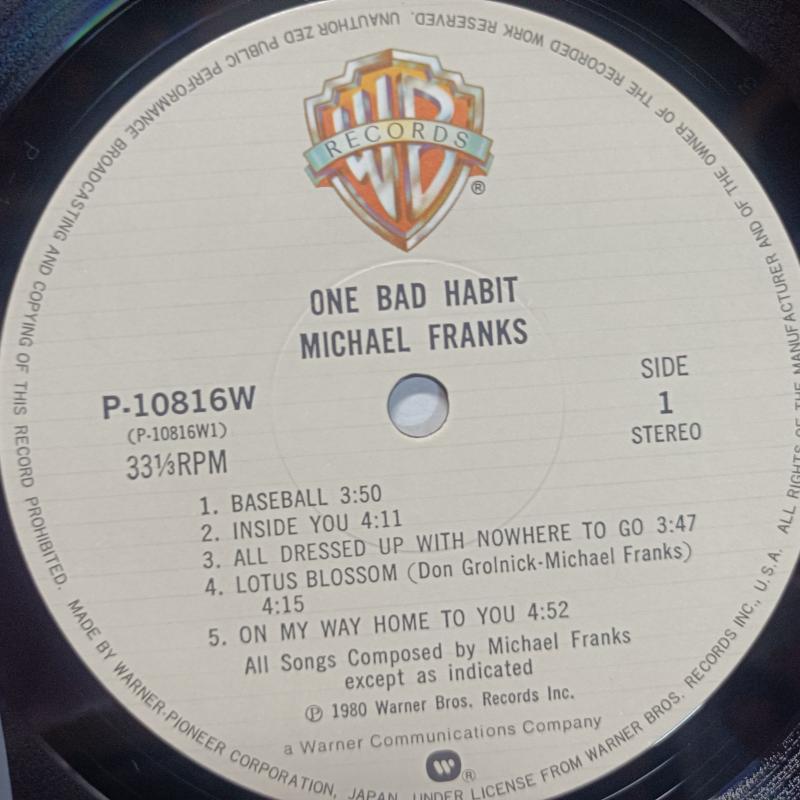 WB
RECORDS
®
ONE BAD HABIT
MICHAEL FRANKS
P-10816W
(P-10816W1)
33⅓RPM
SIDE
1
STEREO
1. BASEBALL 3:50
2. INSIDE YOU 4:11
3. ALL DRESSED UP WITH NOWHERE TO GO 3:47
4. LOTUS BLOSSOM (Don Grolnick-Michael Franks)
4:15
5. ON MY WAY HOME TO YOU 4:52
All Songs Composed by Michael Franks
except as indicated
℗ 1980 Warner Bros. Records Inc.
a Warner Communications Company
W ®
MADE BY WARNER-PIONEER CORPORATION, JAPAN, UNDER LICENSE FROM WARNER BROS. RECORDS INC., U.S.A. ALL RIGHTS OF THE MANUFACTURER AND OF THE OWNER OF THE RECORDED WORK RESERVED. UNAUTHOR ZED PUBLIC PERFORMANCE BROADCASTING AND COPYING OF THIS RECORD PROHIBITED.